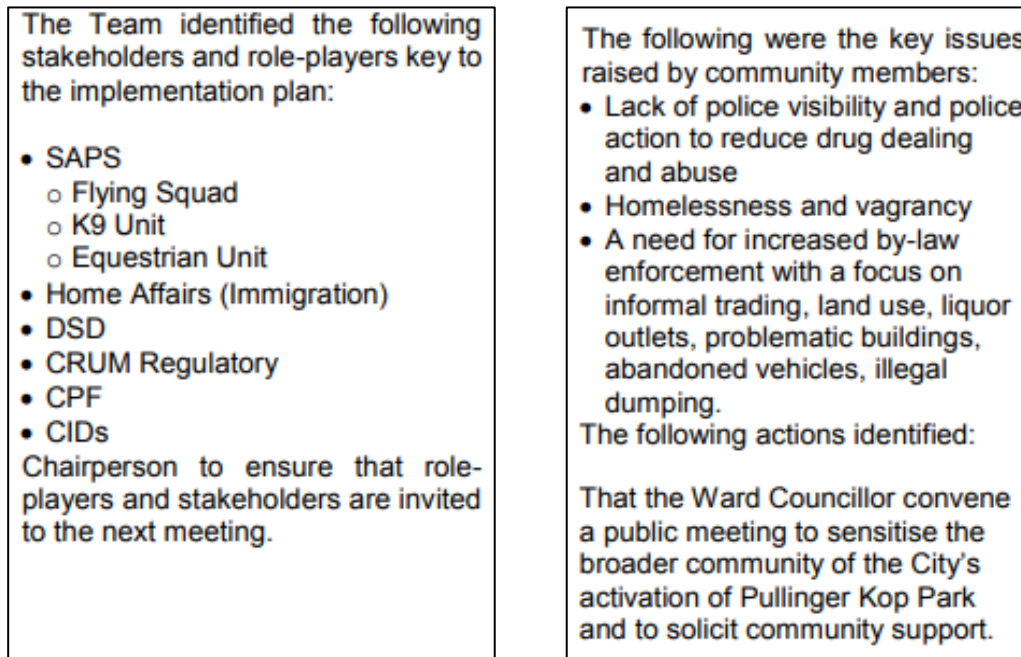 The Team identified the following
stakeholders and role-players key to
the implementation plan:
• SAPS
o Flying Squad
o K9 Unit
o Equestrian Unit
• Home Affairs (Immigration)
• DSD
• CRUM Regulatory
• CPF
• CIDs
Chairperson to ensure that role-
players and stakeholders are invited
to the next meeting.
The following were the key issues
raised by community members:
• Lack of police visibility and police
action to reduce drug dealing
and abuse
• Homelessness and vagrancy
• A need for increased by-law
enforcement with a focus on
informal trading, land use, liquor
outlets, problematic buildings,
abandoned vehicles, illegal
dumping.
The following actions identified:
That the Ward Councillor convene
a public meeting to sensitise the
broader community of the City's
activation of Pullinger Kop Park
and to solicit community support.